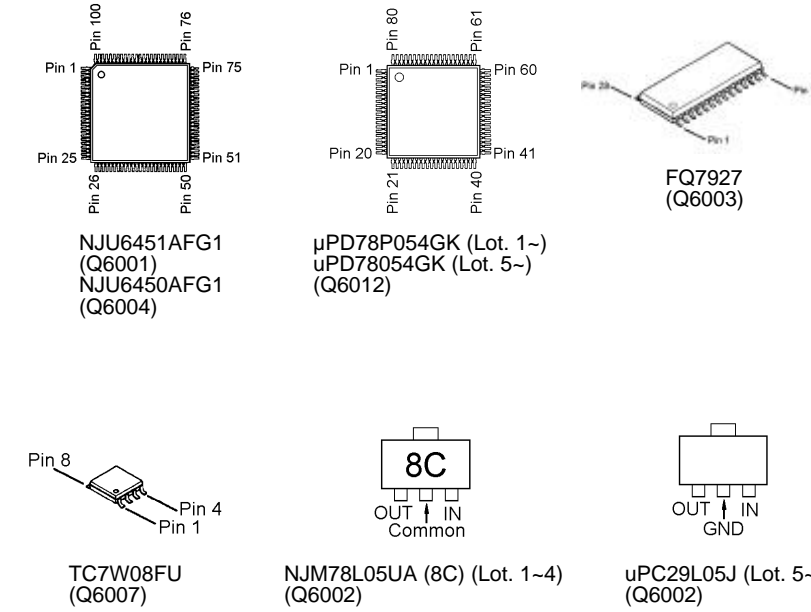 Pin 100
Pin 76
Pin 1
Pin 75
Pin 25
Pin 51
Pin 26
Pin 50
NJU6451AFG1
(Q6001)
NJU6450AFG1
(Q6004)
Pin 80
Pin 61
Pin 1
Pin 60
Pin 20
Pin 41
Pin 21
Pin 40
µPD78P054GK (Lot. 1~)
uPD78054GK (Lot. 5~)
(Q6012)
Pin
Pin
Pin 1
FQ7927
(Q6003)
Pin 8
Pin 4
Pin 1
TC7W08FU
(Q6007)
8C
OUT IN
Common
NJM78L05UA (8C) (Lot. 1~4)
(Q6002)
OUT IN
GND
uPC29L05J (Lot. 5~
(Q6002)